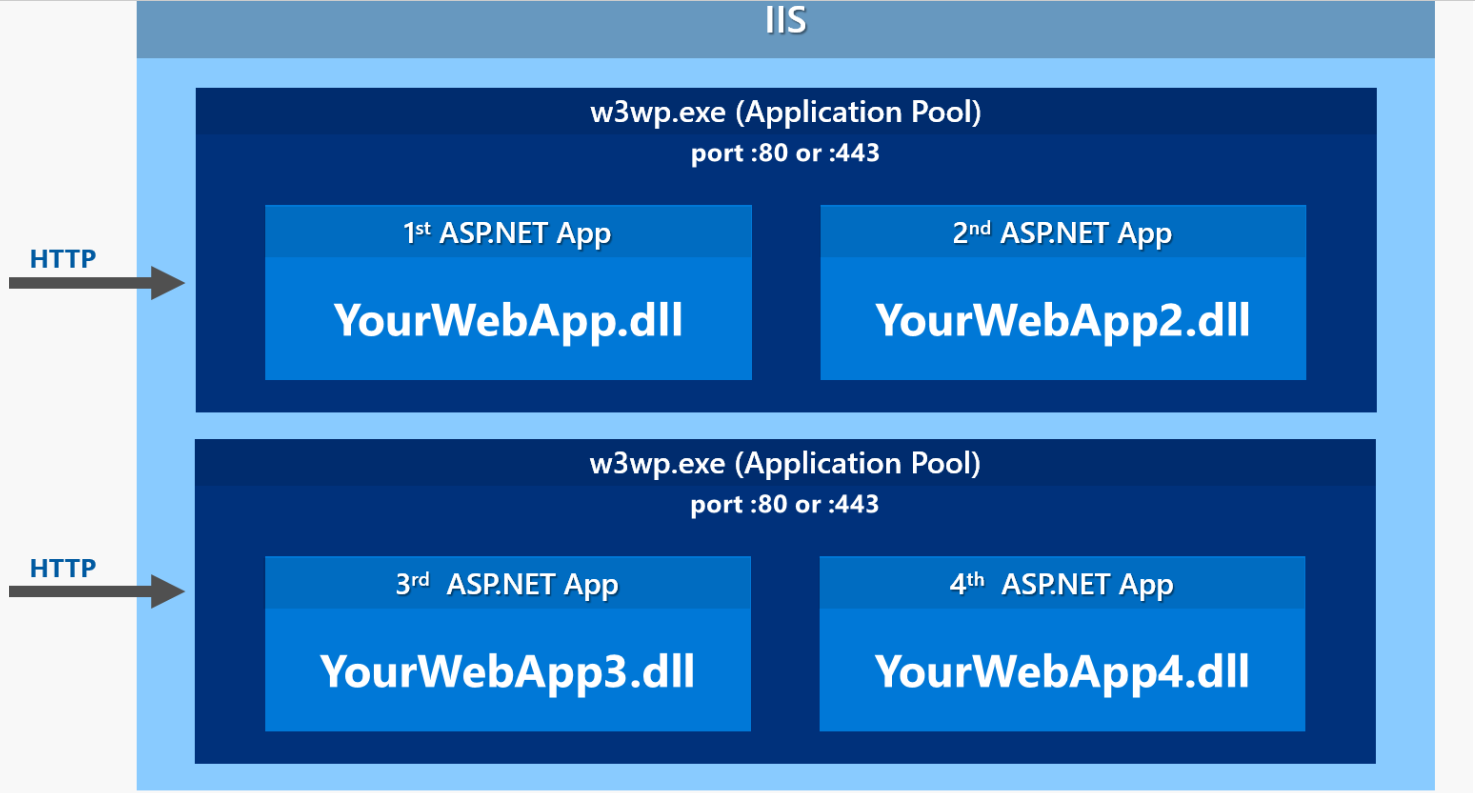 IIS
w3wp.exe (Application Pool)
port :80 or :443
HTTP
1st ASP.NET App
YourWebApp.dll
2nd ASP.NET App
YourWebApp2.dll
w3wp.exe (Application Pool)
port :80 or :443
HTTP
3rd ASP.NET App
YourWebApp3.dll
4th ASP.NET App
YourWebApp4.dll